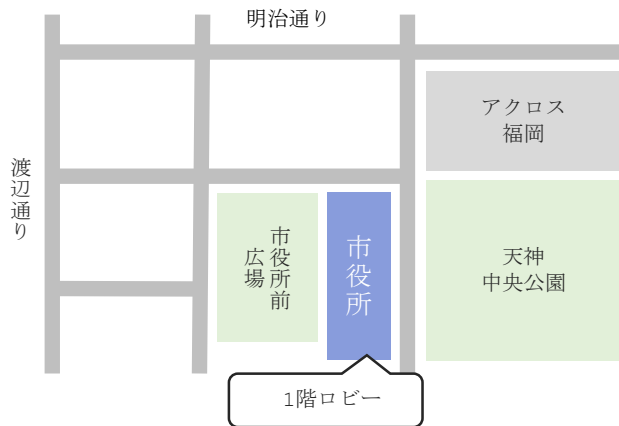 明治通り
アクロス
福岡
渡辺通り
市役所前
広場
市役所
天神
中央公園
1階ロビー